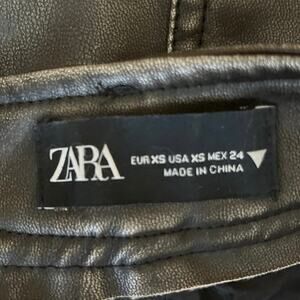 ZARA
EUR XS USA XS MEX 24
MADE IN CHINA